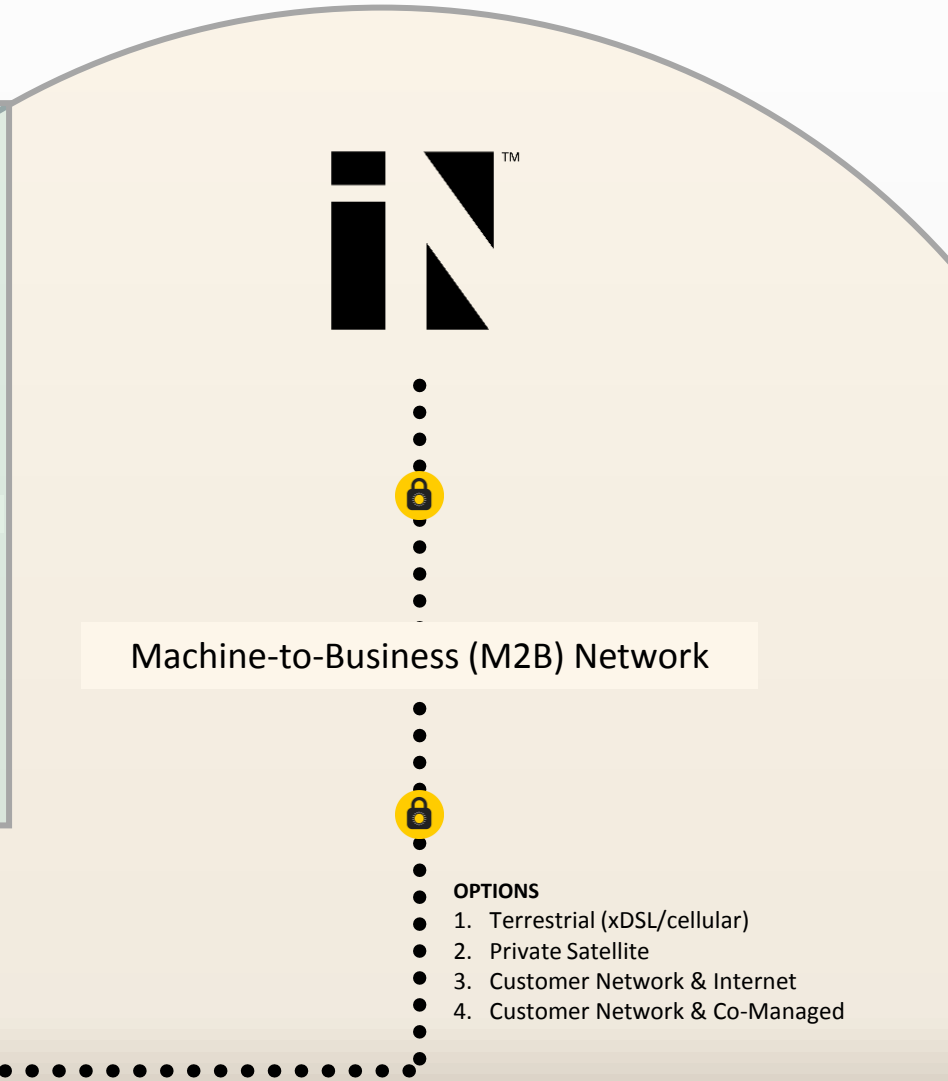 iN™
Machine-to-Business (M2B) Network
OPTIONS
1. Terrestrial (xDSL/cellular)
2. Private Satellite
3. Customer Network & Internet
4. Customer Network & Co-Managed